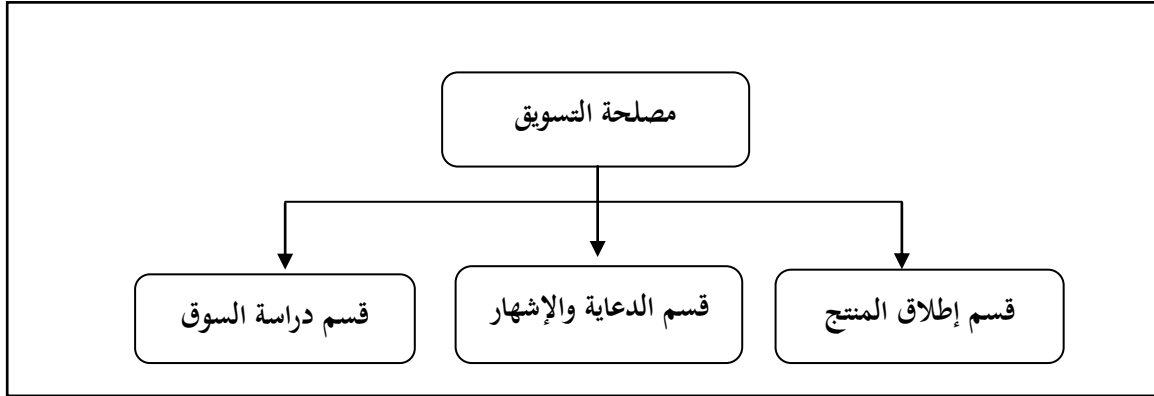 مصلحة التسويق
قسم إطلاق المنتج
قسم الدعاية والإشهار
قسم دراسة السوق